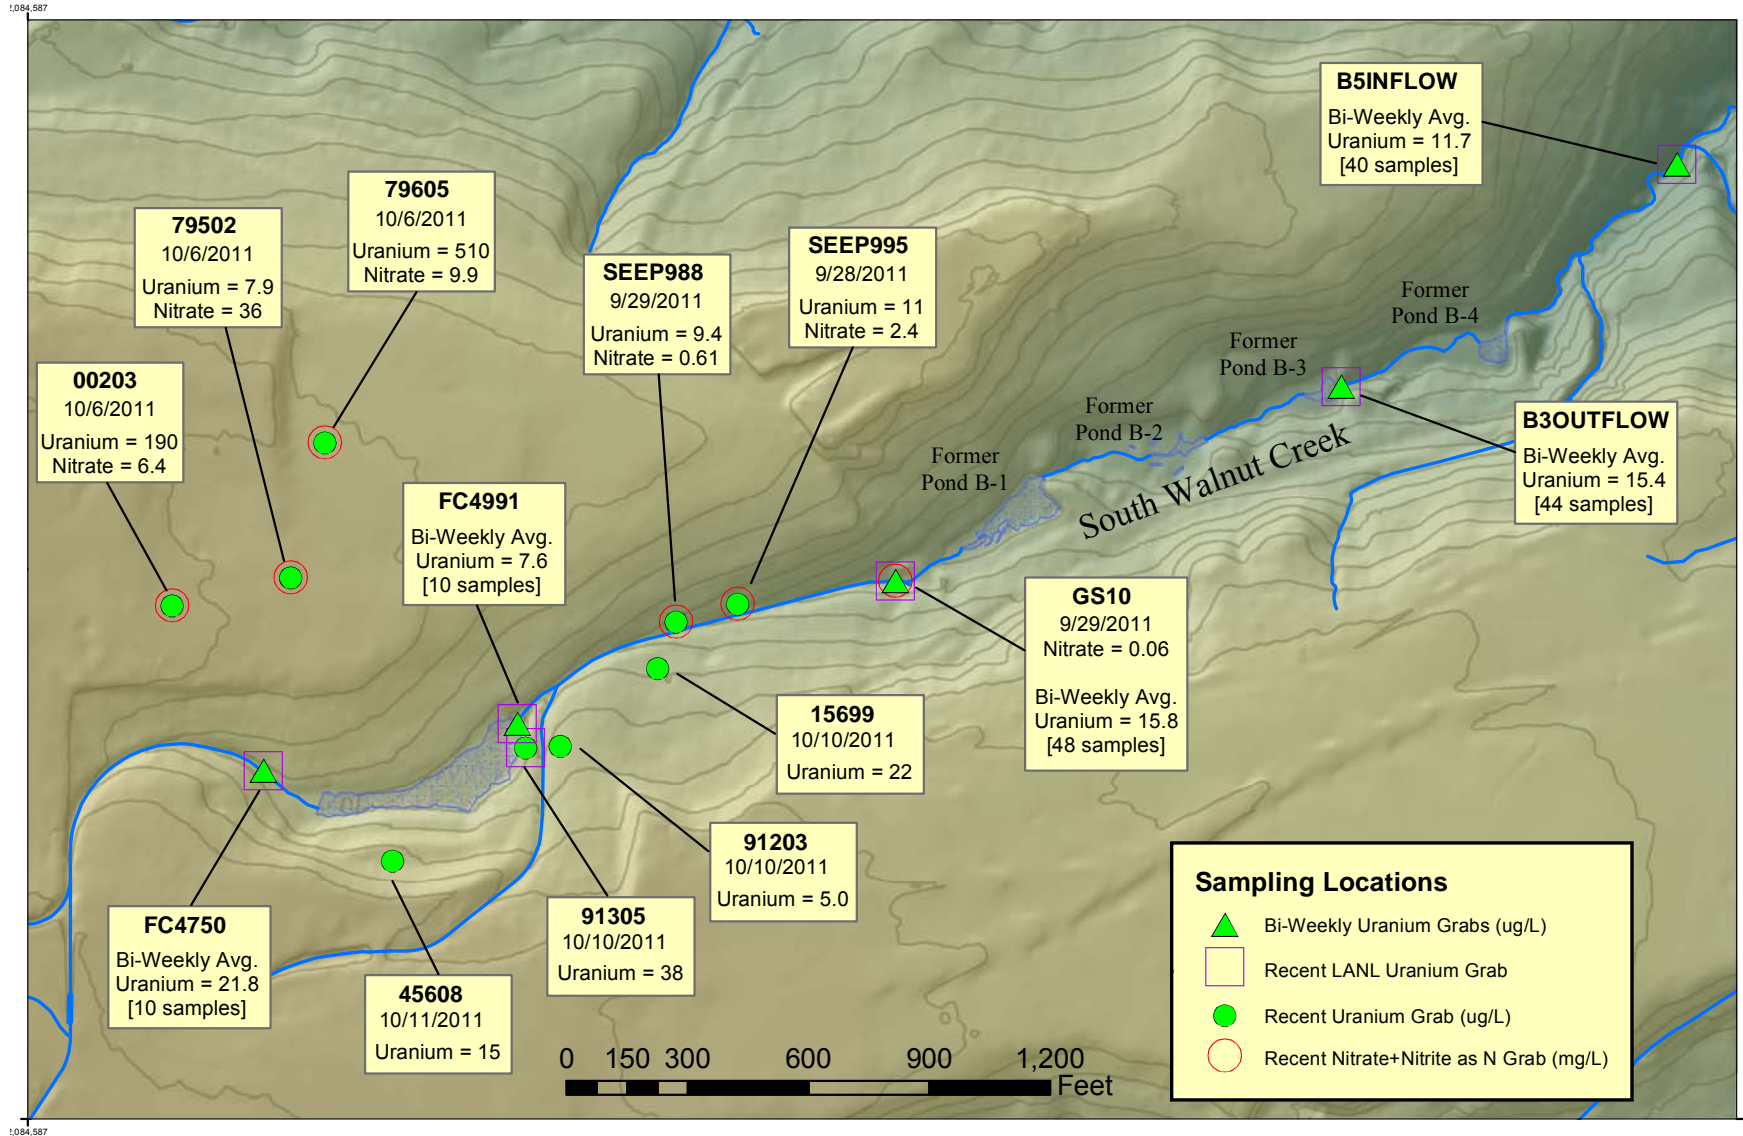 2,084,587
B5INFLOW
Bi-Weekly Avg.
Uranium = 11.7
[40 samples]
79605
10/6/2011
Uranium = 510
Nitrate = 9.9
79502
10/6/2011
Uranium = 7.9
Nitrate = 36
SEEP995
9/28/2011
Uranium = 11
Nitrate = 2.4
SEEP988
9/29/2011
Uranium = 9.4
Nitrate = 0.61
Former
Pond B-4
Former
Pond B-3
00203
10/6/2011
Uranium = 190
Nitrate = 6.4
Former
Pond B-2
B3OUTFLOW
Bi-Weekly Avg.
Uranium = 15.4
[44 samples]
Former
Pond B-1
South Walnut Creek
FC4991
Bi-Weekly Avg.
Uranium = 7.6
[10 samples]
GS10
9/29/2011
Nitrate = 0.06
Bi-Weekly Avg.
Uranium = 15.8
[48 samples]
15699
10/10/2011
Uranium = 22
91203
10/10/2011
Uranium = 5.0
91305
10/10/2011
Uranium = 38
FC4750
Bi-Weekly Avg.
Uranium = 21.8
[10 samples]
45608
10/11/2011
Uranium = 15
Sampling Locations
Bi-Weekly Uranium Grabs (ug/L)
Recent LANL Uranium Grab
Recent Uranium Grab (ug/L)
Recent Nitrate+Nitrite as N Grab (mg/L)
0 150 300 600 900 1,200
Feet
2,084,587